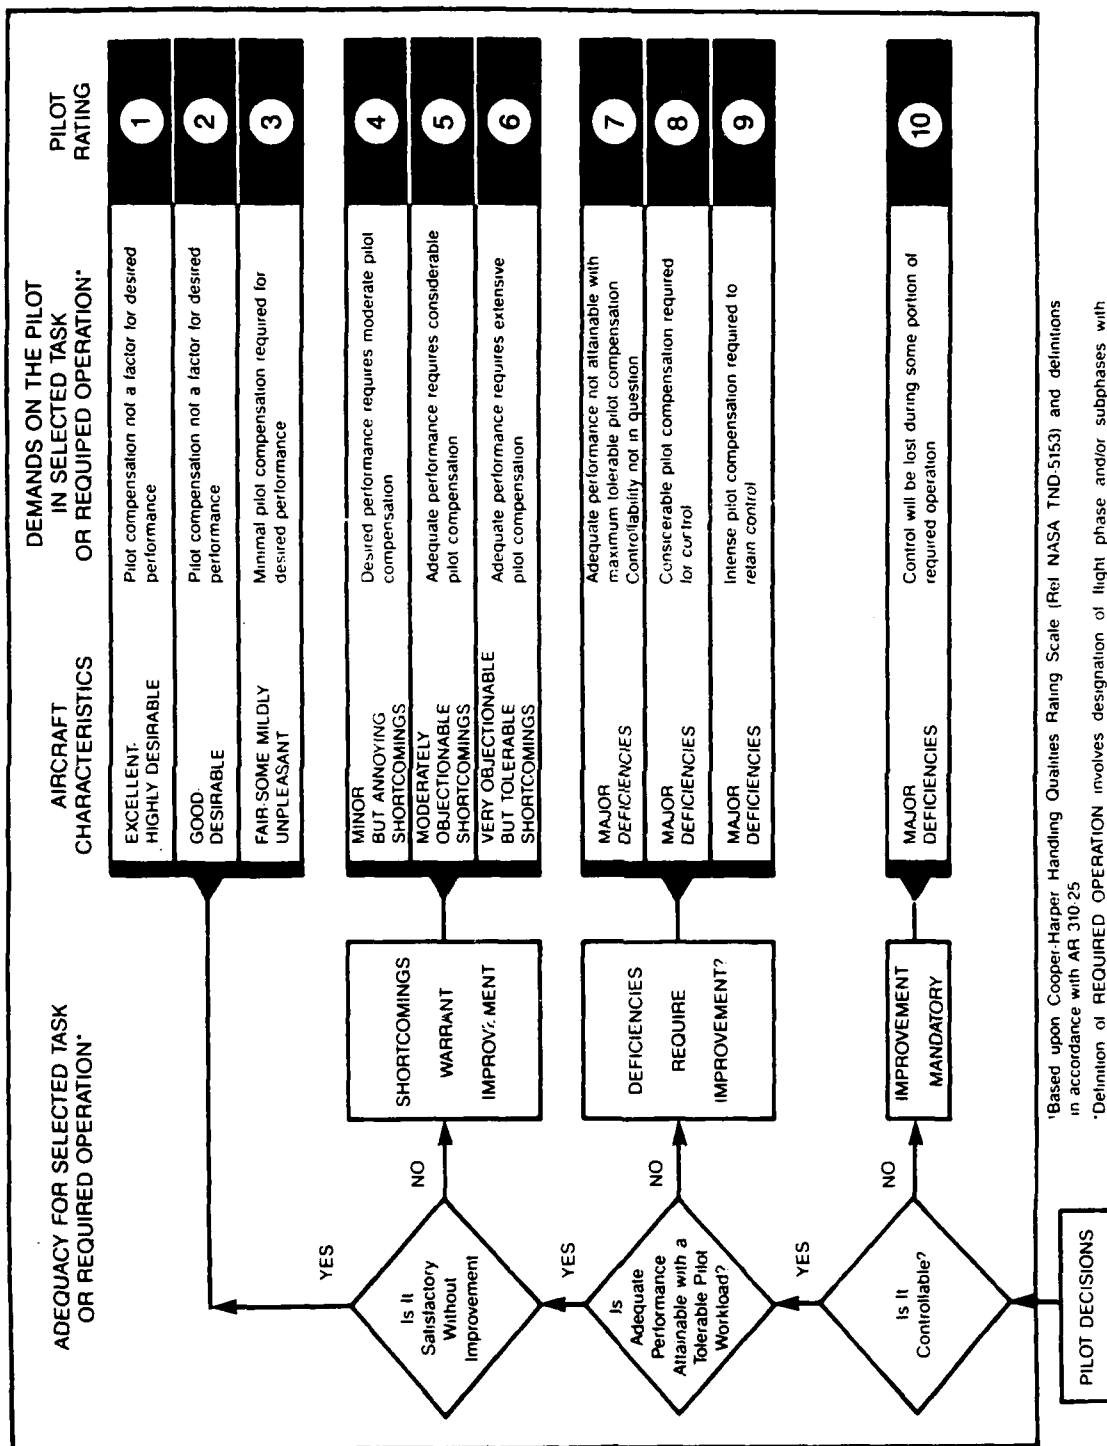 ADEQUACY FOR SELECTED TASK
OR REQUIRED OPERATION*
AIRCRAFT
CHARACTERISTICS
DEMANDS ON THE PILOT
IN SELECTED TASK
OR REQUIPED OPERATION*
PILOT
RATING
EXCELLENT-
HIGHLY DESIRABLE
Pilot compensation not a factor for desired
performance
1
GOOD-
DESIRABLE
Pilot compensation not a factor for desired
performance
2
FAIR-SOME MILDLY
UNPLEASANT
Minimal pilot compensation required for
desired performance
3
YES
Is It
Satisfactory
Without
Improvement
NO
SHORTCOMINGS
WARRANT
MINOR
BUT ANNOYING
SHORTCOMINGS
Desired performance requires moderate pilot
compensation
4
MODERATELY
OBJECTIONABLE
SHORTCOMINGS
Adequate performance requires considerable
pilot compensation
5
VERY OBJECTIONABLE
BUT TOLERABLE
SHORTCOMINGS
Adequate performance requires extensive
pilot compensation
6
YES
Is
Adequate
Performance
Attainable with a
Tolerable Pilot
Workload?
NO
DEFICIENCIES
REQUIRE
IMPROVEMENT?
MAJOR
DEFICIENCIES
Adequate performance not attainable with
maximum tolerable pilot compensation
Controllability not in question
7
MAJOR
DEFICIENCIES
Considerable pilot compensation required
for control
8
MAJOR
DEFICIENCIES
Intense pilot compensation required to
retain control
9
YES
Is It
Controllable?
NO
IMPROVEMENT
MANDATORY
MAJOR
DEFICIENCIES
Control will be lost during some portion of
required operation
10
PILOT DECISIONS
¹Based upon Cooper-Harper Handling Qualities Rating Scale (Ref NASA TND-5153) and definitions
in accordance with AR 310-25
*Definition of REQUIRED OPERATION involves designation of flight phase and/or subphases with